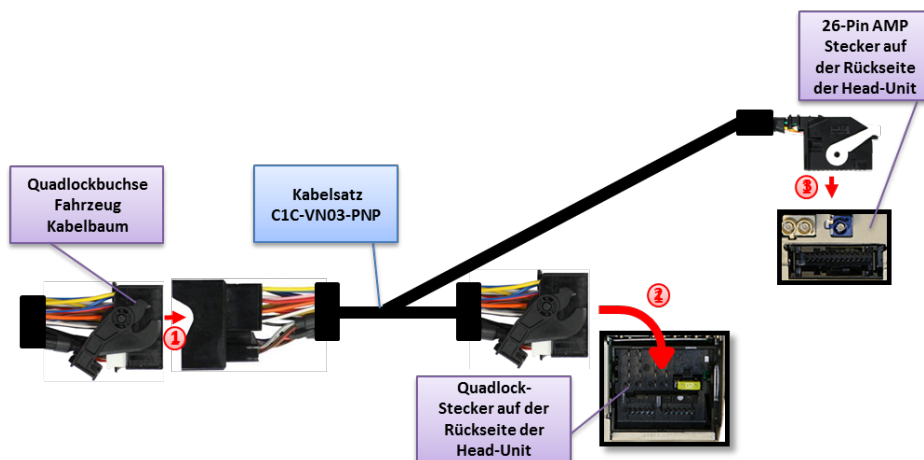 26-Pin AMP
Stecker auf
der Rückseite
der Head-Unit
Quadlockbuchse
Fahrzeug
Kabelbaum
Kabelsatz
C1C-VN03-PNP
3
1
2
Quadlock-
Stecker auf der
Rückseite der
Head-Unit